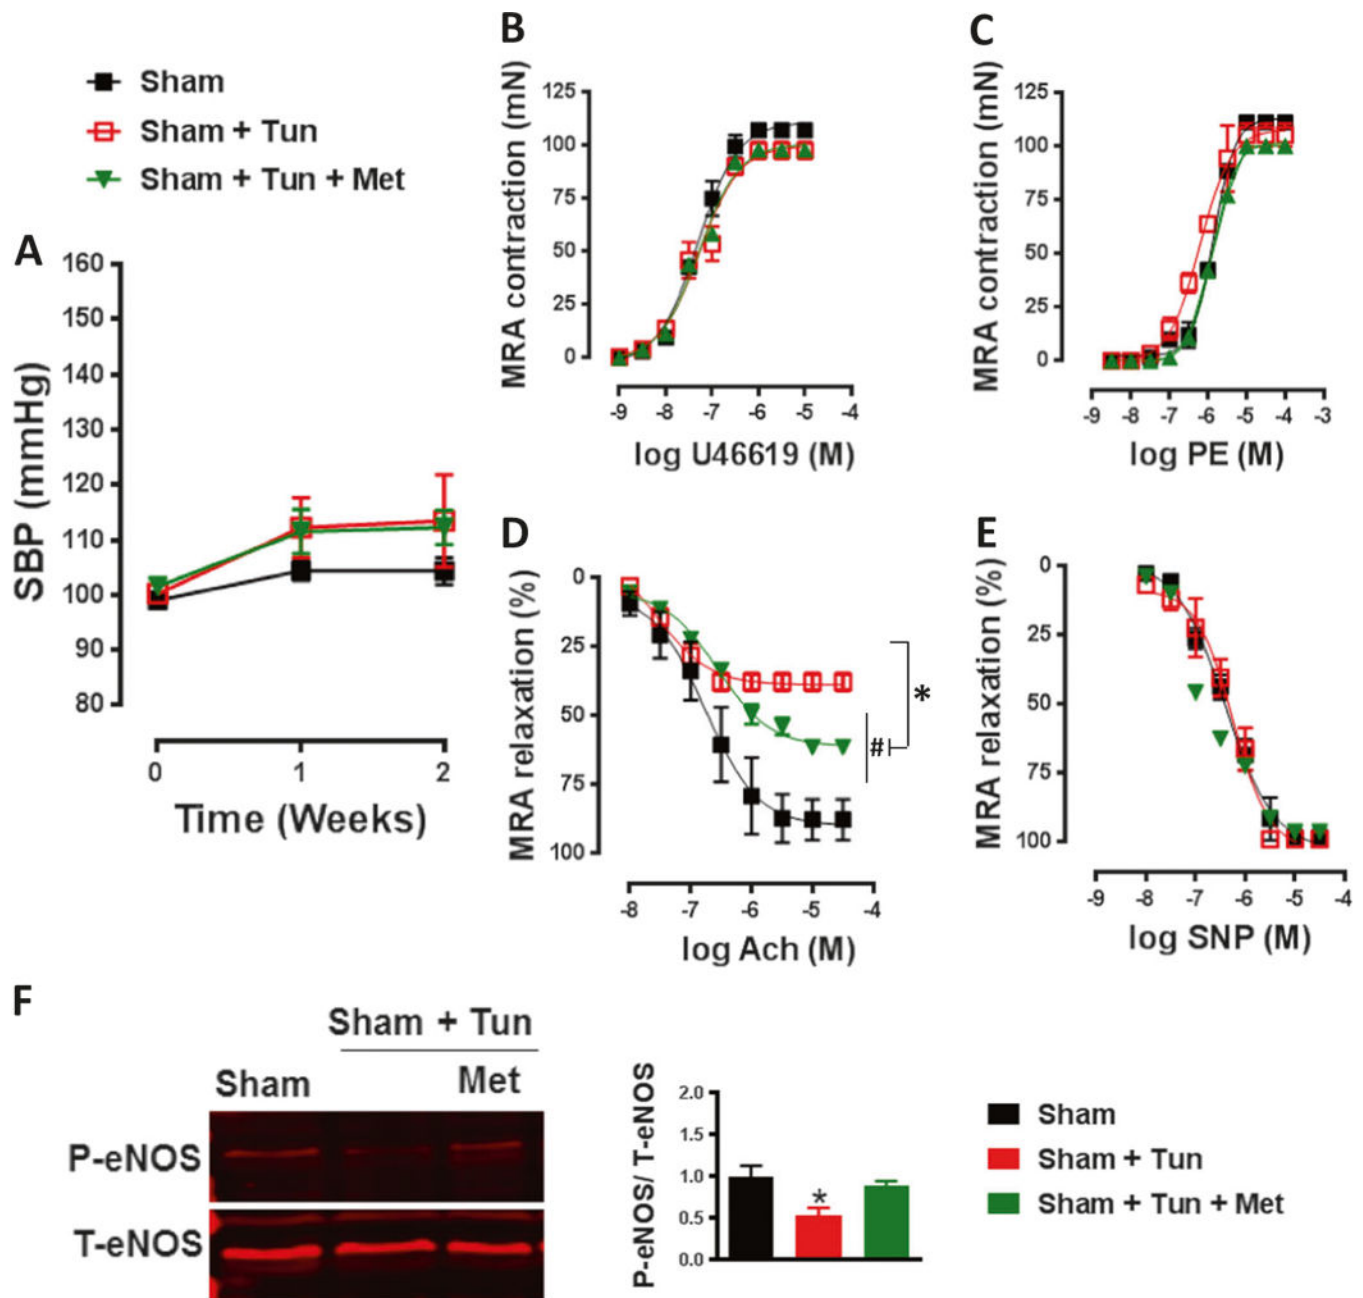 Sham
Sham + Tun
Sham + Tun + Met
A
SBP (mmHg)
160
150
140
130
120
110
100
90
80
0 1 2
Time (Weeks)
B
MRA contraction (mN)
125
100
75
50
25
0
-9 -8 -7 -6 -5 -4
log U46619 (M)
C
MRA contraction (mN)
125
100
75
50
25
0
-9 -8 -7 -6 -5 -4 -3
log PE (M)
D
MRA relaxation (%)
0
25
50
75
100
*
#
-8 -7 -6 -5 -4
log Ach (M)
E
MRA relaxation (%)
0
25
50
75
100
-9 -8 -7 -6 -5 -4
log SNP (M)
F
Sham + Tun
Sham Met
P-eNOS
T-eNOS
P-eNOS/ T-eNOS
2.0
1.5
1.0
0.5
0.0
*
Sham
Sham + Tun
Sham + Tun + Met